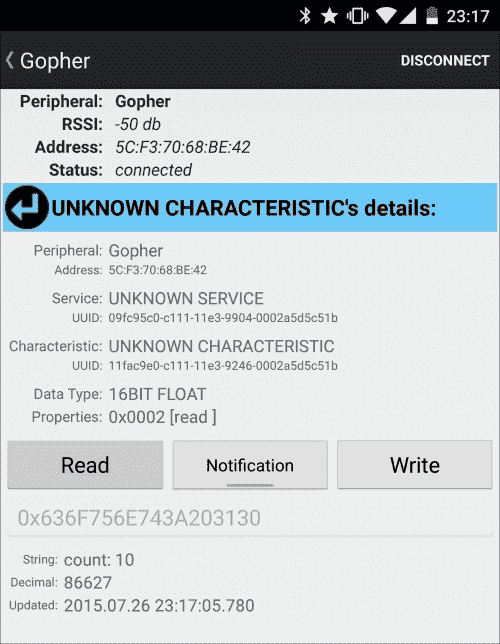 23:17
Gopher DISCONNECT
Peripheral: Gopher
RSSI: -50 db
Address: 5C:F3:70:68:BE:42
Status: connected
UNKNOWN CHARACTERISTIC's details:
Peripheral: Gopher
Address: 5C:F3:70:68:BE:42
Service: UNKNOWN SERVICE
UUID: 09fc95c0-c111-11e3-9904-0002a5d5c51b
Characteristic: UNKNOWN CHARACTERISTIC
UUID: 11fac9e0-c111-11e3-9246-0002a5d5c51b
Data Type: 16BIT FLOAT
Properties: 0x0002 [read ]
Read Notification Write
0x636F756E743A203130
String: count: 10
Decimal: 86627
Updated: 2015.07.26 23:17:05.780